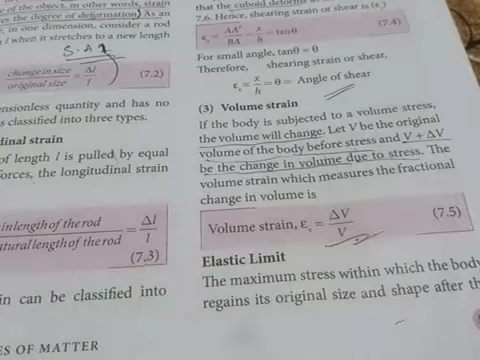 e of the object, in other words, strain
es the degree of deformation) As an
e, in one dimension, consider a rod
l when it stretches to a new length
S.A.Q
change in size / original size = Δl / l (7.2)
ensionless quantity and has no
s classified into three types.
dinal strain
of length l is pulled by equal
orces, the longitudinal strain
in length of the rod / natural length of the rod = Δl / l
(7.3)
in can be classified into
ES OF MATTER
that the cuboid deforms
7.6. Hence, shearing strain or shear is (εs)
εs = AA′ / BA = x / h = tanθ (7.4)
For small angle, tanθ = θ
Therefore, shearing strain or shear,
εs = x / h = θ = Angle of shear
(3) Volume strain
If the body is subjected to a volume stress,
the volume will change. Let V be the original
volume of the body before stress and V + ΔV
be the change in volume due to stress. The
volume strain which measures the fractional
change in volume is
Volume strain, εv = ΔV / V (7.5)
Elastic Limit
The maximum stress within which the body
regains its original size and shape after th